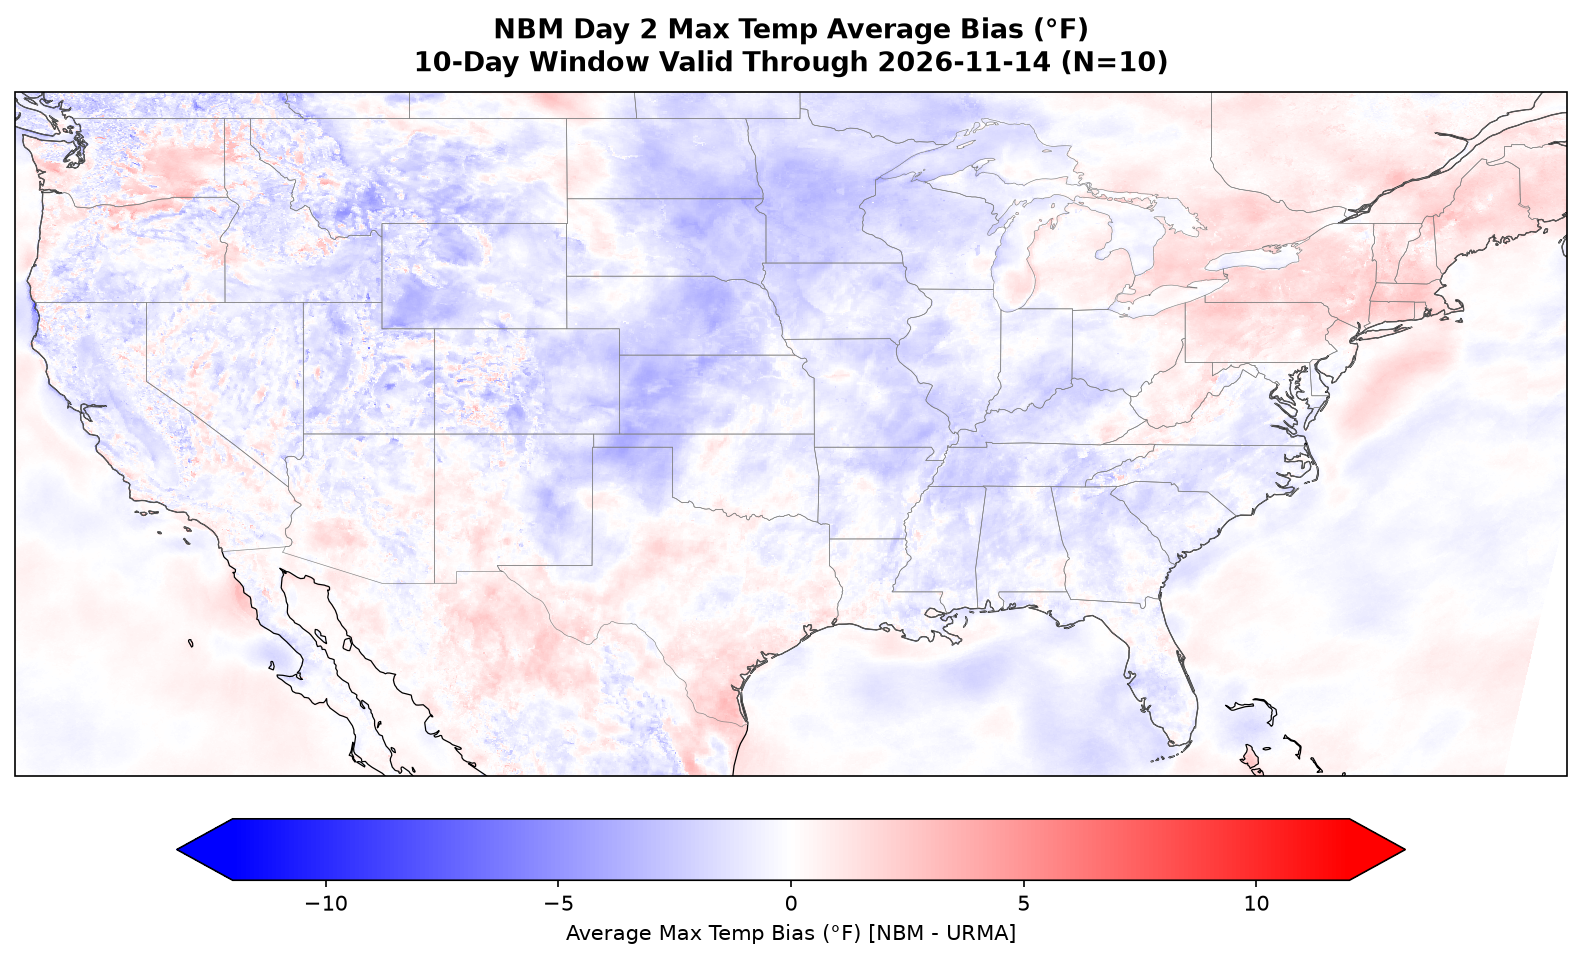 NBM Day 2 Max Temp Average Bias (°F)
10-Day Window Valid Through 2026-11-14 (N=10)
−10 −5 0 5 10
Average Max Temp Bias (°F) [NBM - URMA]